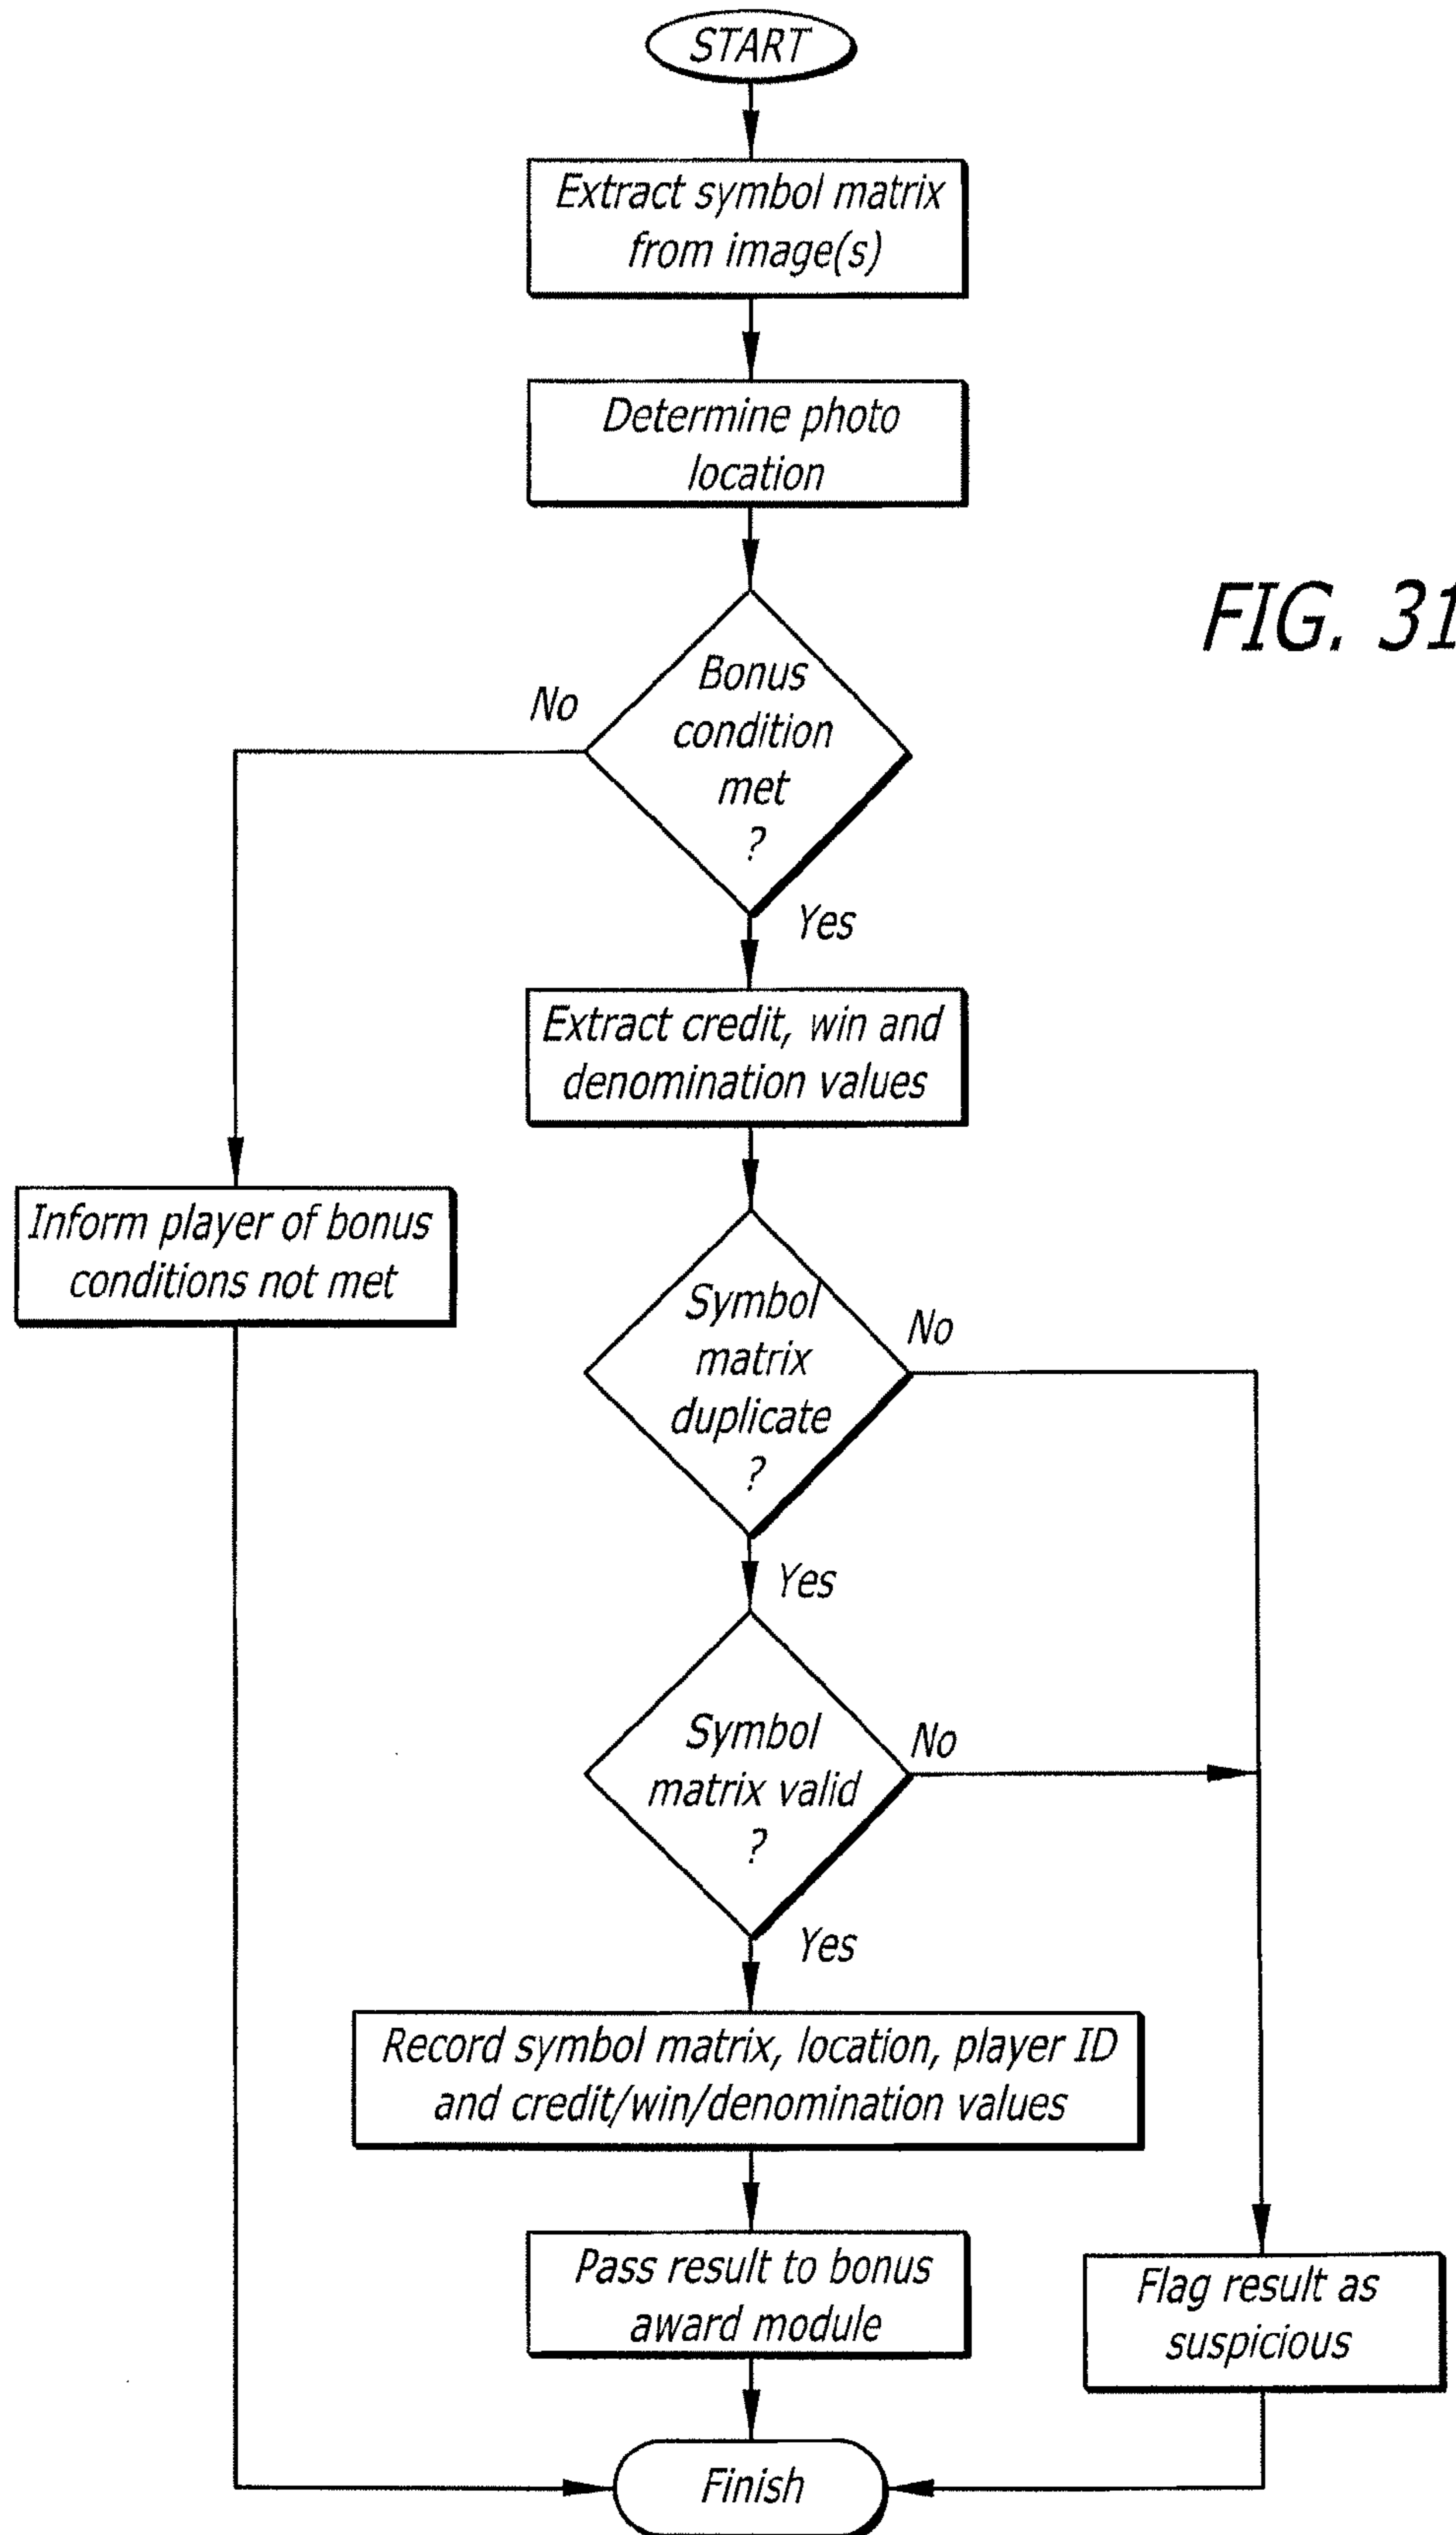 START
Extract symbol matrix
from image(s)
Determine photo
location
FIG. 31
Bonus
condition
met
?
No
Yes
Extract credit, win and
denomination values
Inform player of bonus
conditions not met
Symbol
matrix
duplicate
?
No
Yes
Symbol
matrix valid
?
No
Yes
Record symbol matrix, location, player ID
and credit/win/denomination values
Pass result to bonus
award module
Flag result as
suspicious
Finish